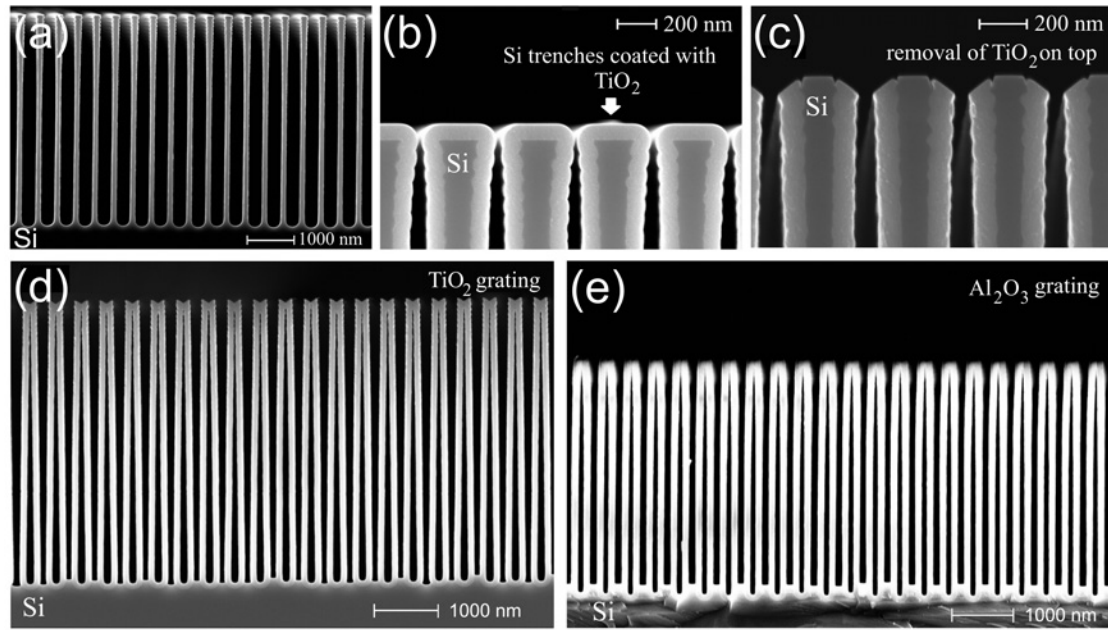 (a)
Si
1000 nm
(b)
200 nm
Si trenches coated with
TiO₂
Si
(c)
200 nm
removal of TiO₂ on top
Si
(d)
TiO₂ grating
Si
1000 nm
(e)
Al₂O₃ grating
Si
1000 nm